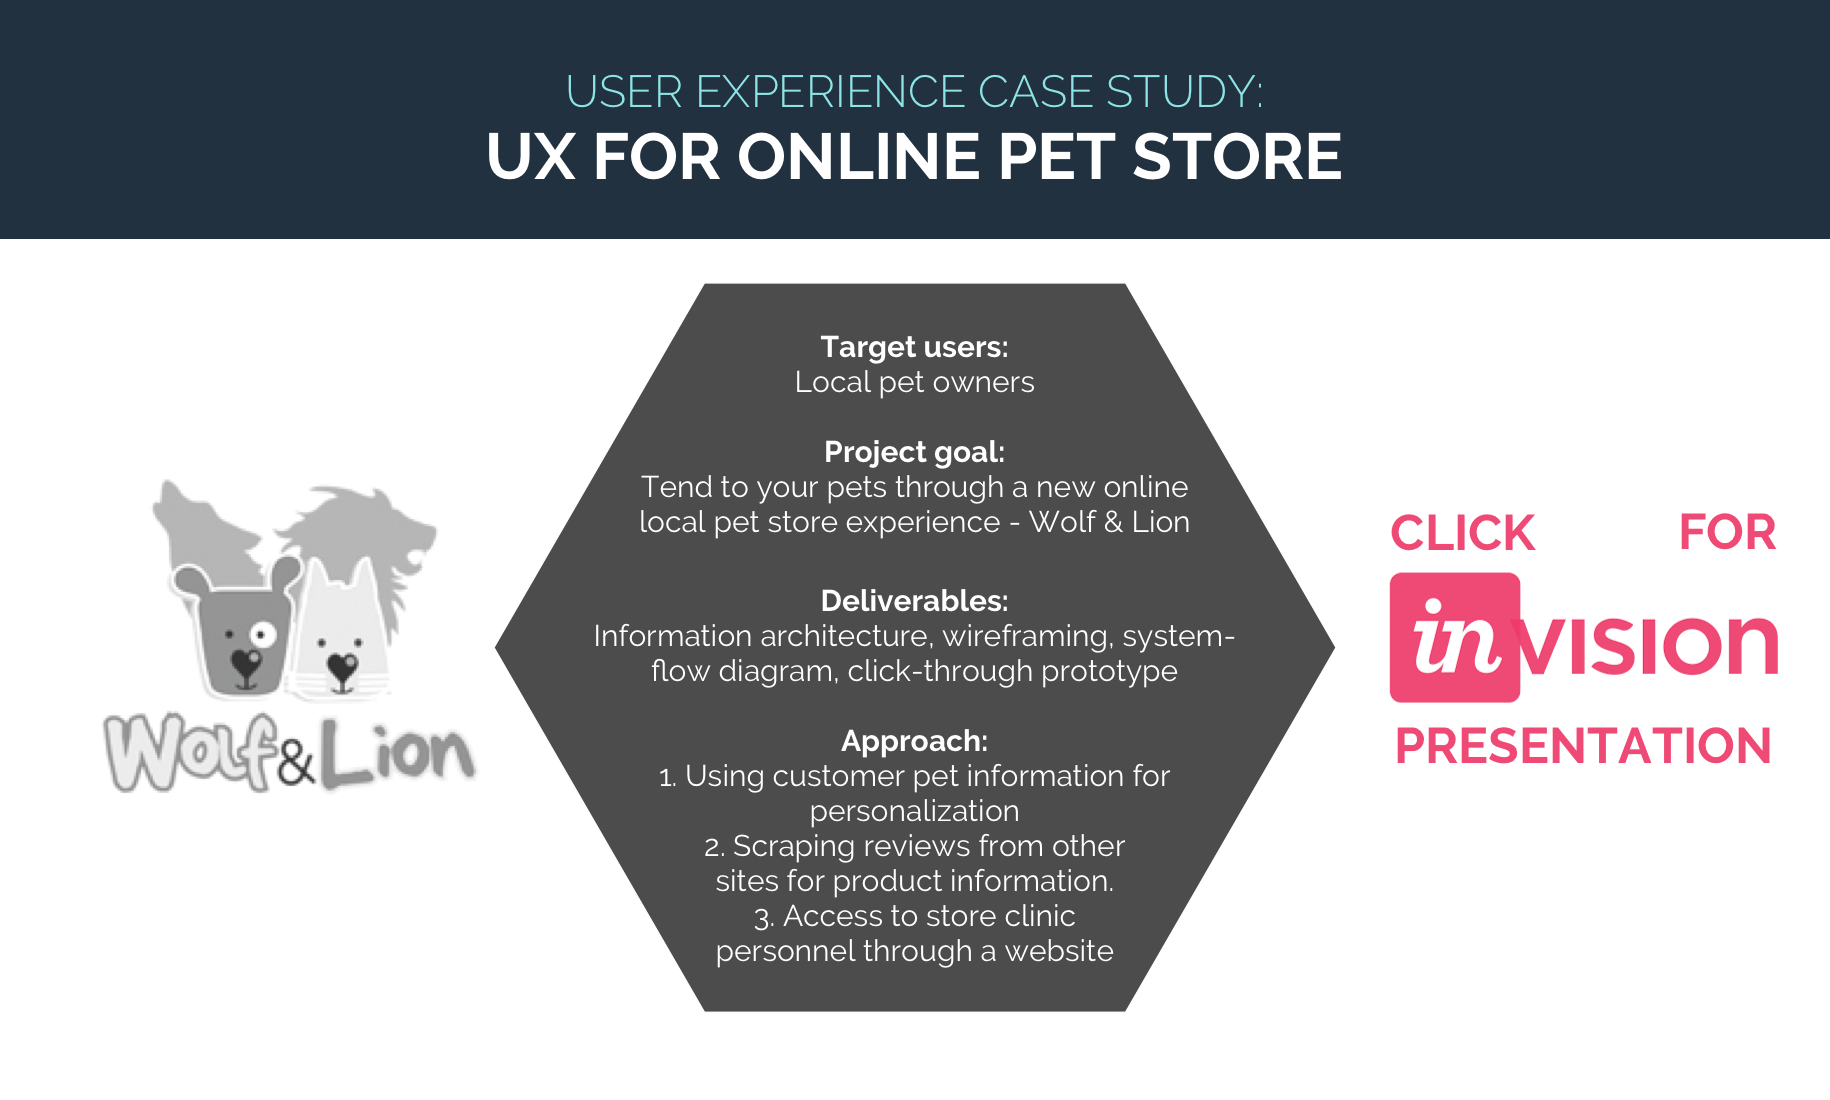 USER EXPERIENCE CASE STUDY:
UX FOR ONLINE PET STORE
Target users:
Local pet owners
Project goal:
Tend to your pets through a new online
local pet store experience - Wolf & Lion
Deliverables:
Information architecture, wireframing, system-
flow diagram, click-through prototype
Approach:
1. Using customer pet information for
personalization
2. Scraping reviews from other
sites for product information.
3. Access to store clinic
personnel through a website
Wolf&Lion
CLICK FOR
inVISION
PRESENTATION